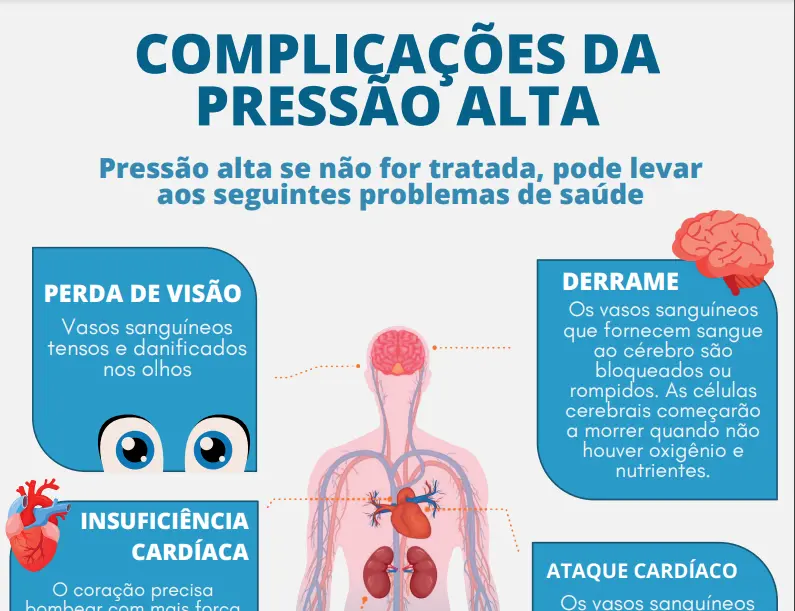 COMPLICAÇÕES DA
PRESSÃO ALTA
Pressão alta se não for tratada, pode levar
aos seguintes problemas de saúde
PERDA DE VISÃO
Vasos sanguíneos
tensos e danificados
nos olhos
DERRAME
Os vasos sanguíneos
que fornecem sangue
ao cérebro são
bloqueados ou
rompidos. As células
cerebrais começarão
a morrer quando não
houver oxigênio e
nutrientes.
INSUFICIÊNCIA
CARDÍACA
O coração precisa
bombear com mais força
ATAQUE CARDÍACO
Os vasos sanguíneos